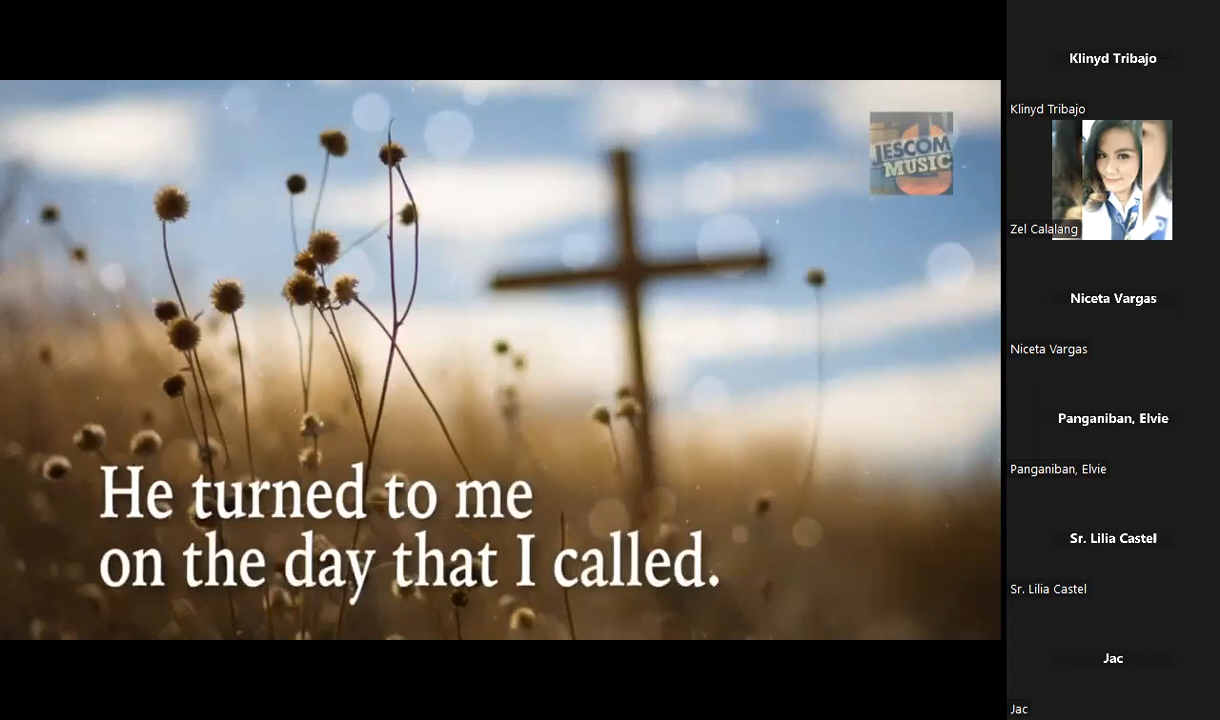 JESCOM
MUSIC
He turned to me
on the day that I called.
Klinyd Tribajo
Klinyd Tribajo
Zel Calalang
Niceta Vargas
Niceta Vargas
Panganiban, Elvie
Panganiban, Elvie
Sr. Lilia Castel
Sr. Lilia Castel
Jac
Jac